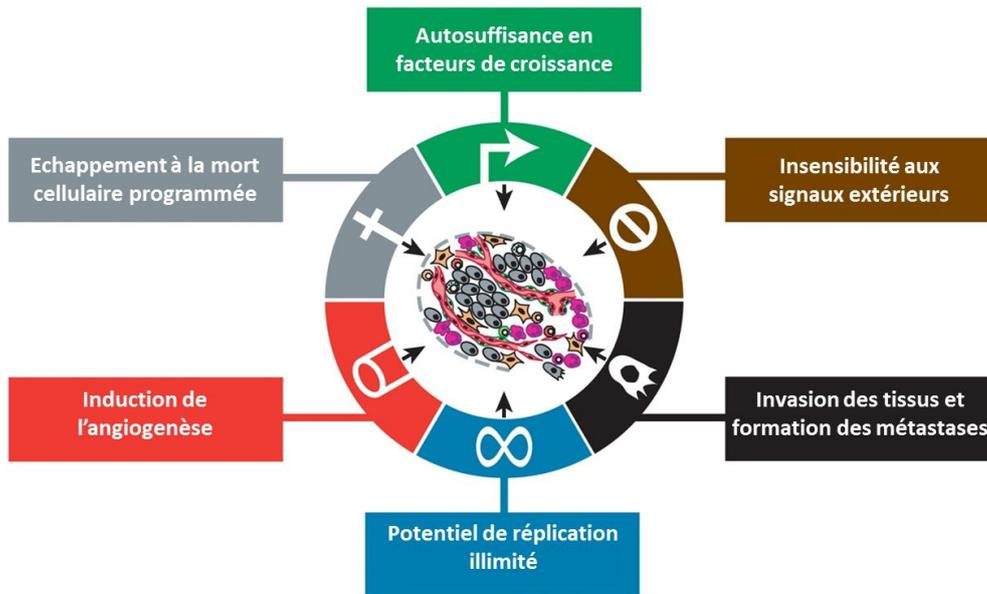 Autosuffisance en
facteurs de croissance
Echappement à la mort
cellulaire programmée
Insensibilité aux
signaux extérieurs
Induction de
l'angiogenèse
Invasion des tissus et
formation des métastases
Potentiel de réplication
illimité